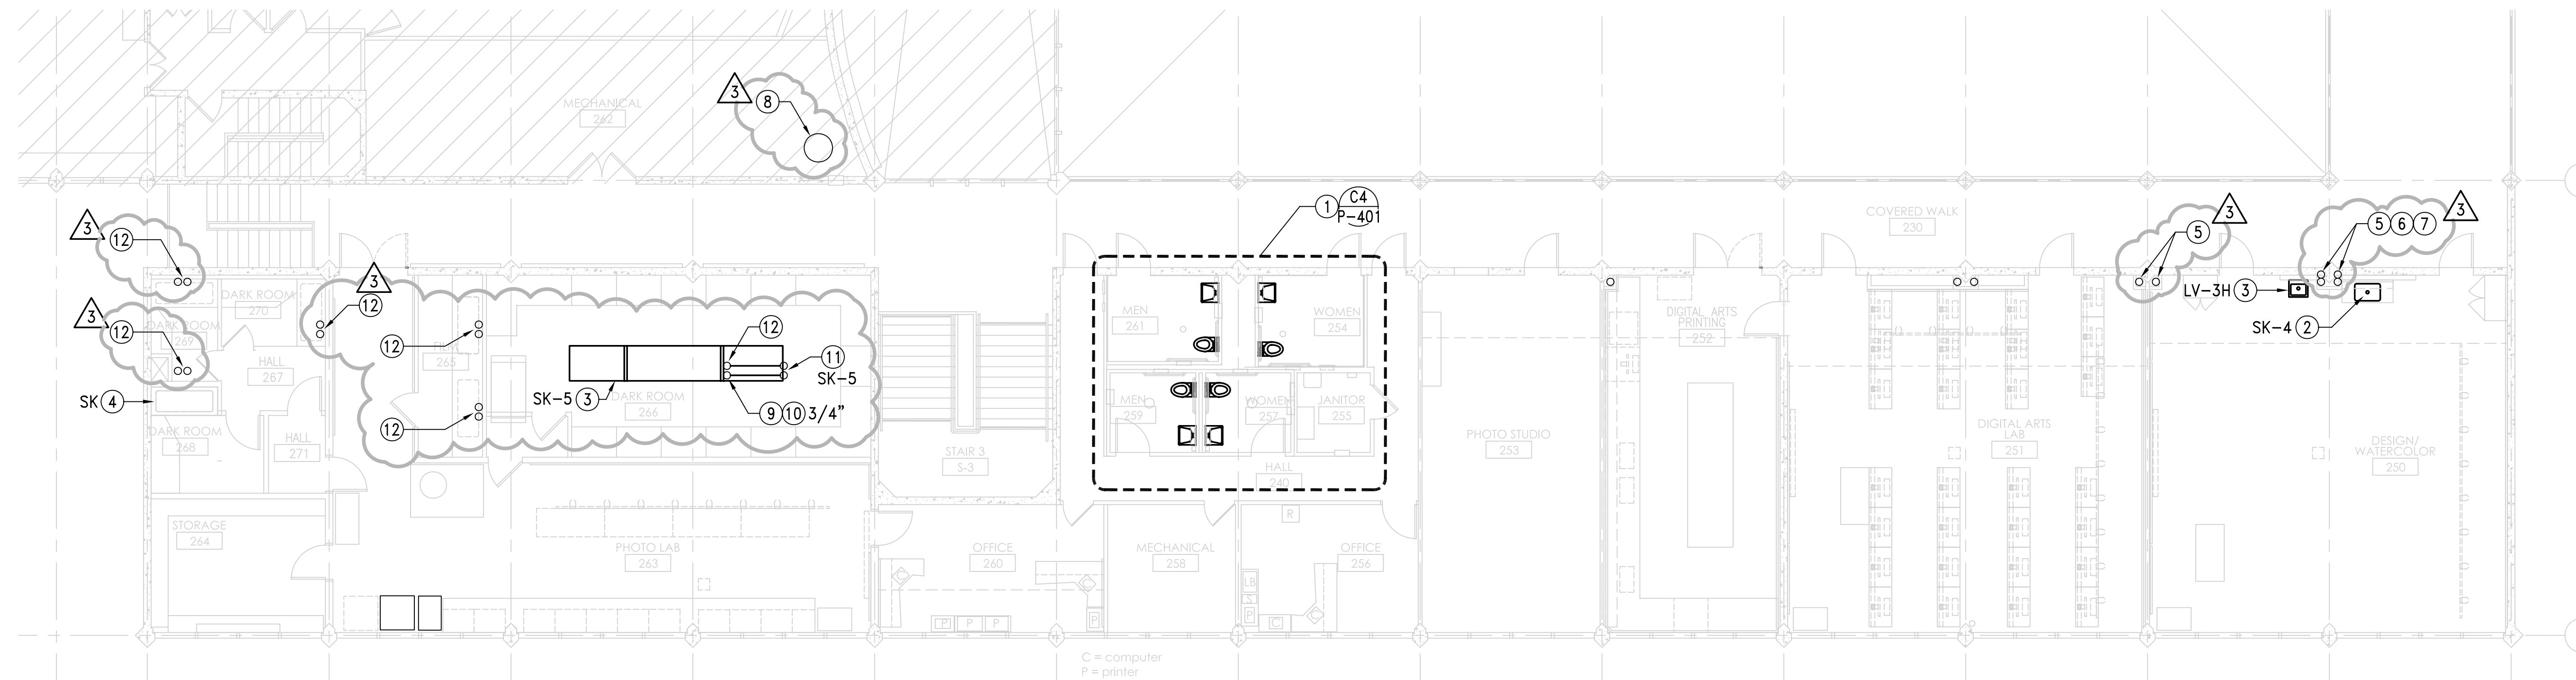 3
8
MECHANICAL
262
1
C4
P-401
COVERED WALK
230
3
3
5
5 6 7
3
12
3
12
3
12
DARK ROOM
270
DARK ROOM
269
HALL
267
SK 4
DARK ROOM
268
HALL
271
12
FILM
265
12
12
11
SK-5
SK-5 3
DARK ROOM
266
9 10 3/4"
MEN
261
WOMEN
254
MEN
259
WOMEN
257
JANITOR
255
HALL
240
STAIR 3
S-3
PHOTO STUDIO
253
DIGITAL ARTS
PRINTING
252
DIGITAL ARTS
LAB
251
LV-3H 3
SK-4 2
DESIGN/
WATERCOLOR
250
STORAGE
264
PHOTO LAB
263
OFFICE
260
C
C
P
P
P
P
MECHANICAL
258
R
OFFICE
256
LB
S
P
C
C
C = computer
P = printer